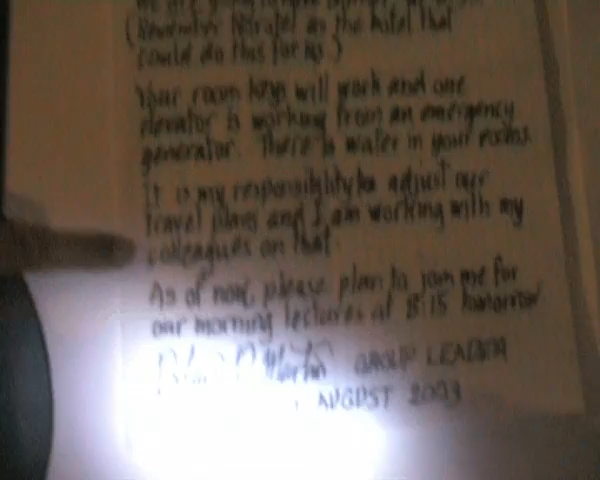 (Remember Novotel is the hotel that
could do this for us.)
Your room keys will work and one
elevator is working from an emergency
generator. There is water in your rooms.
It is my responsibility to adjust our
travel plans and I am working with my
colleagues on that.
As of now, please plan to join me for
our morning lectures at 8:15 tomorrow
GROUP LEADER
AUGUST 2003